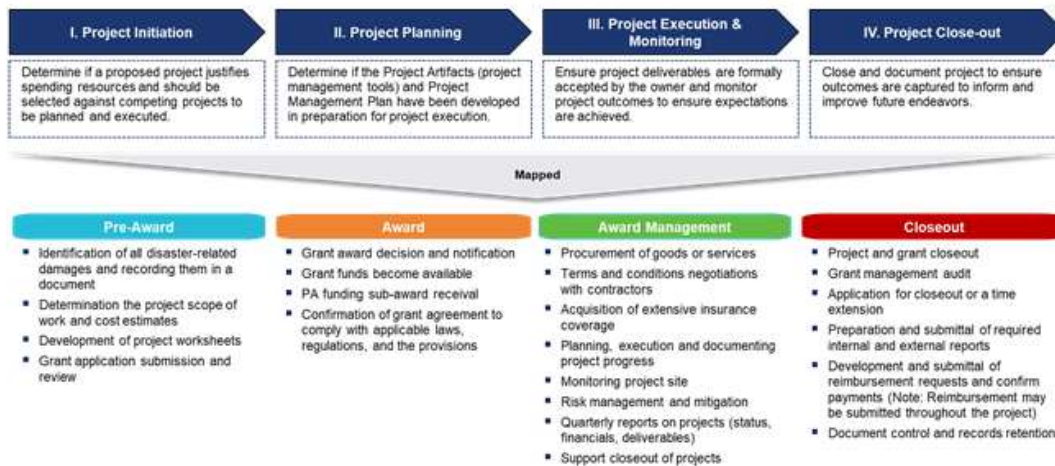 I. Project Initiation
II. Project Planning
III. Project Execution &
Monitoring
IV. Project Close-out
Determine if a proposed project justifies
spending resources and should be
selected against competing projects to
be planned and executed.
Determine if the Project Artifacts (project
management tools) and Project
Management Plan have been developed
in preparation for project execution.
Ensure project deliverables are formally
accepted by the owner and monitor
project outcomes to ensure expectations
are achieved.
Close and document project to ensure
outcomes are captured to inform and
improve future endeavors.
Mapped
Pre-Award
▪ Identification of all disaster-related
damages and recording them in a
document
▪ Determination the project scope of
work and cost estimates
▪ Development of project worksheets
▪ Grant application submission and
review
Award
▪ Grant award decision and notification
▪ Grant funds become available
▪ PA funding sub-award receival
▪ Confirmation of grant agreement to
comply with applicable laws,
regulations, and the provisions
Award Management
▪ Procurement of goods or services
▪ Terms and conditions negotiations
with contractors
▪ Acquisition of extensive insurance
coverage
▪ Planning, execution and documenting
project progress
▪ Monitoring project site
▪ Risk management and mitigation
▪ Quarterly reports on projects (status,
financials, deliverables)
▪ Support closeout of projects
Closeout
▪ Project and grant closeout
▪ Grant management audit
▪ Application for closeout or a time
extension
▪ Preparation and submittal of required
internal and external reports
▪ Development and submittal of
reimbursement requests and confirm
payments (Note: Reimbursement may
be submitted throughout the project)
▪ Document control and records retention